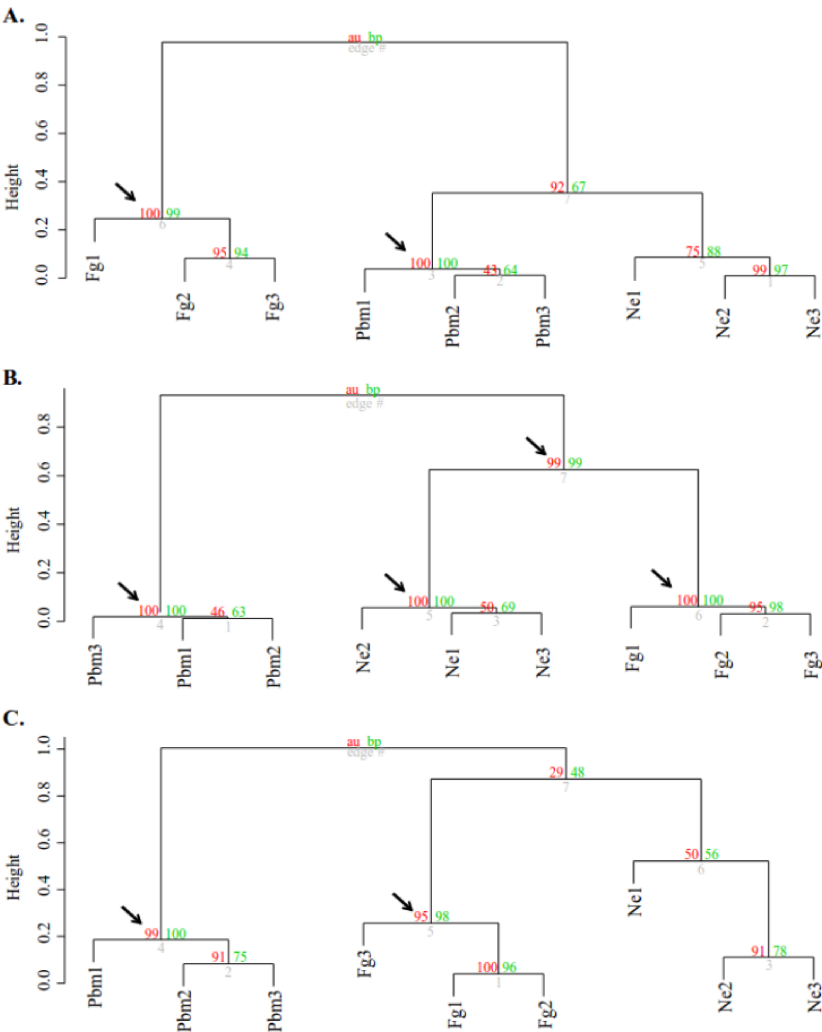 A.
Height
0.0 0.2 0.4 0.6 0.8 1.0
au bp
edge #
92 67
7
100 99
6
95 94
4
100 100
3
43 64
2
75 88
5
99 97
1
Fg1 Fg2 Fg3 Pbm1 Pbm2 Pbm3 Ne1 Ne2 Ne3
B.
Height
0.0 0.2 0.4 0.6 0.8
au bp
edge #
99 99
7
100 100
4
46 63
1
100 100
5
50 69
3
100 100
6
95 98
2
Pbm3 Pbm1 Pbm2 Ne2 Ne1 Ne3 Fg1 Fg2 Fg3
C.
Height
0.0 0.2 0.4 0.6 0.8 1.0
au bp
edge #
29 48
7
50 56
6
99 100
4
91 75
2
95 98
5
100 96
1
91 78
3
Pbm1 Pbm2 Pbm3 Fg3 Fg1 Fg2 Ne1 Ne2 Ne3